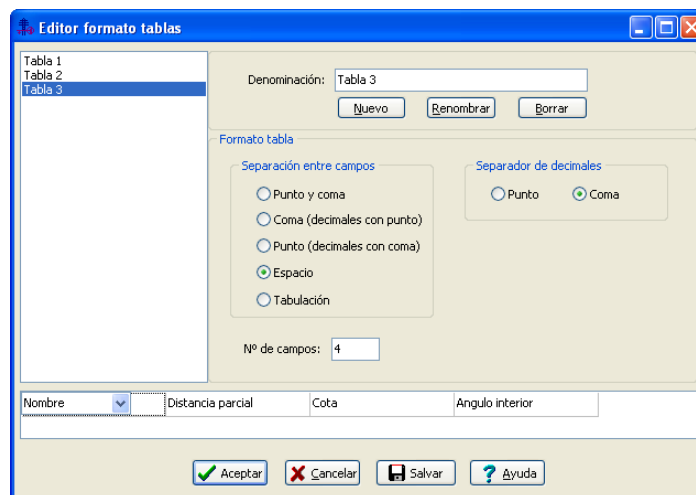 Editor formato tablas
Tabla 1
Tabla 2
Tabla 3
Denominación: Tabla 3
Nuevo Renombrar Borrar
Formato tabla
Separación entre campos
Punto y coma
Coma (decimales con punto)
Punto (decimales con coma)
Espacio
Tabulación
Separador de decimales
Punto Coma
Nº de campos: 4
Nombre Distancia parcial Cota Angulo interior
Aceptar Cancelar Salvar Ayuda